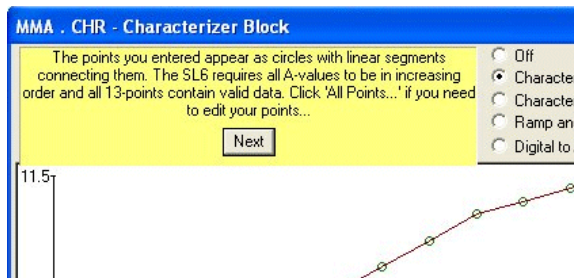 MMA . CHR - Characterizer Block
The points you entered appear as circles with linear segments
connecting them. The SL6 requires all A-values to be in increasing
order and all 13-points contain valid data. Click 'All Points...' if you need
to edit your points...
Next
Off
Characte
Characte
Ramp an
Digital to
11.5